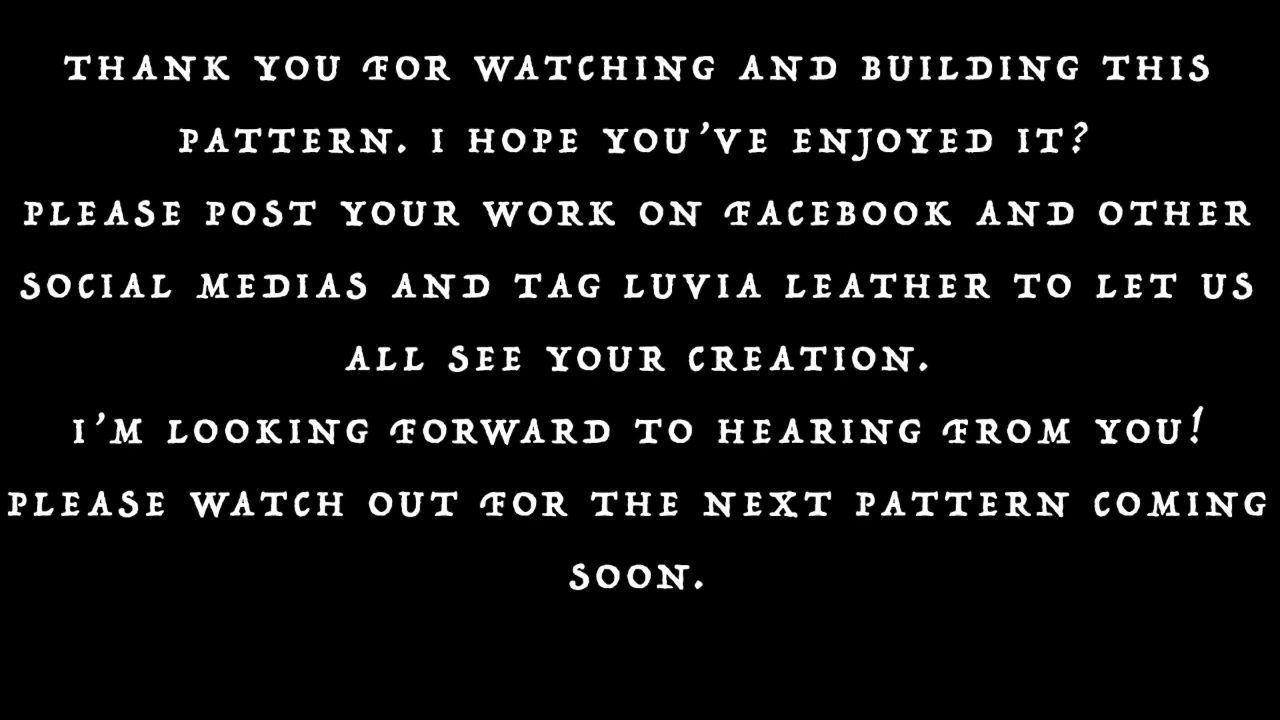 THANK YOU FOR WATCHING AND BUILDING THIS
PATTERN. I HOPE YOU'VE ENJOYED IT?
PLEASE POST YOUR WORK ON FACEBOOK AND OTHER
SOCIAL MEDIAS AND TAG LUVIA LEATHER TO LET US
ALL SEE YOUR CREATION.
I'M LOOKING FORWARD TO HEARING FROM YOU!
PLEASE WATCH OUT FOR THE NEXT PATTERN COMING
SOON.